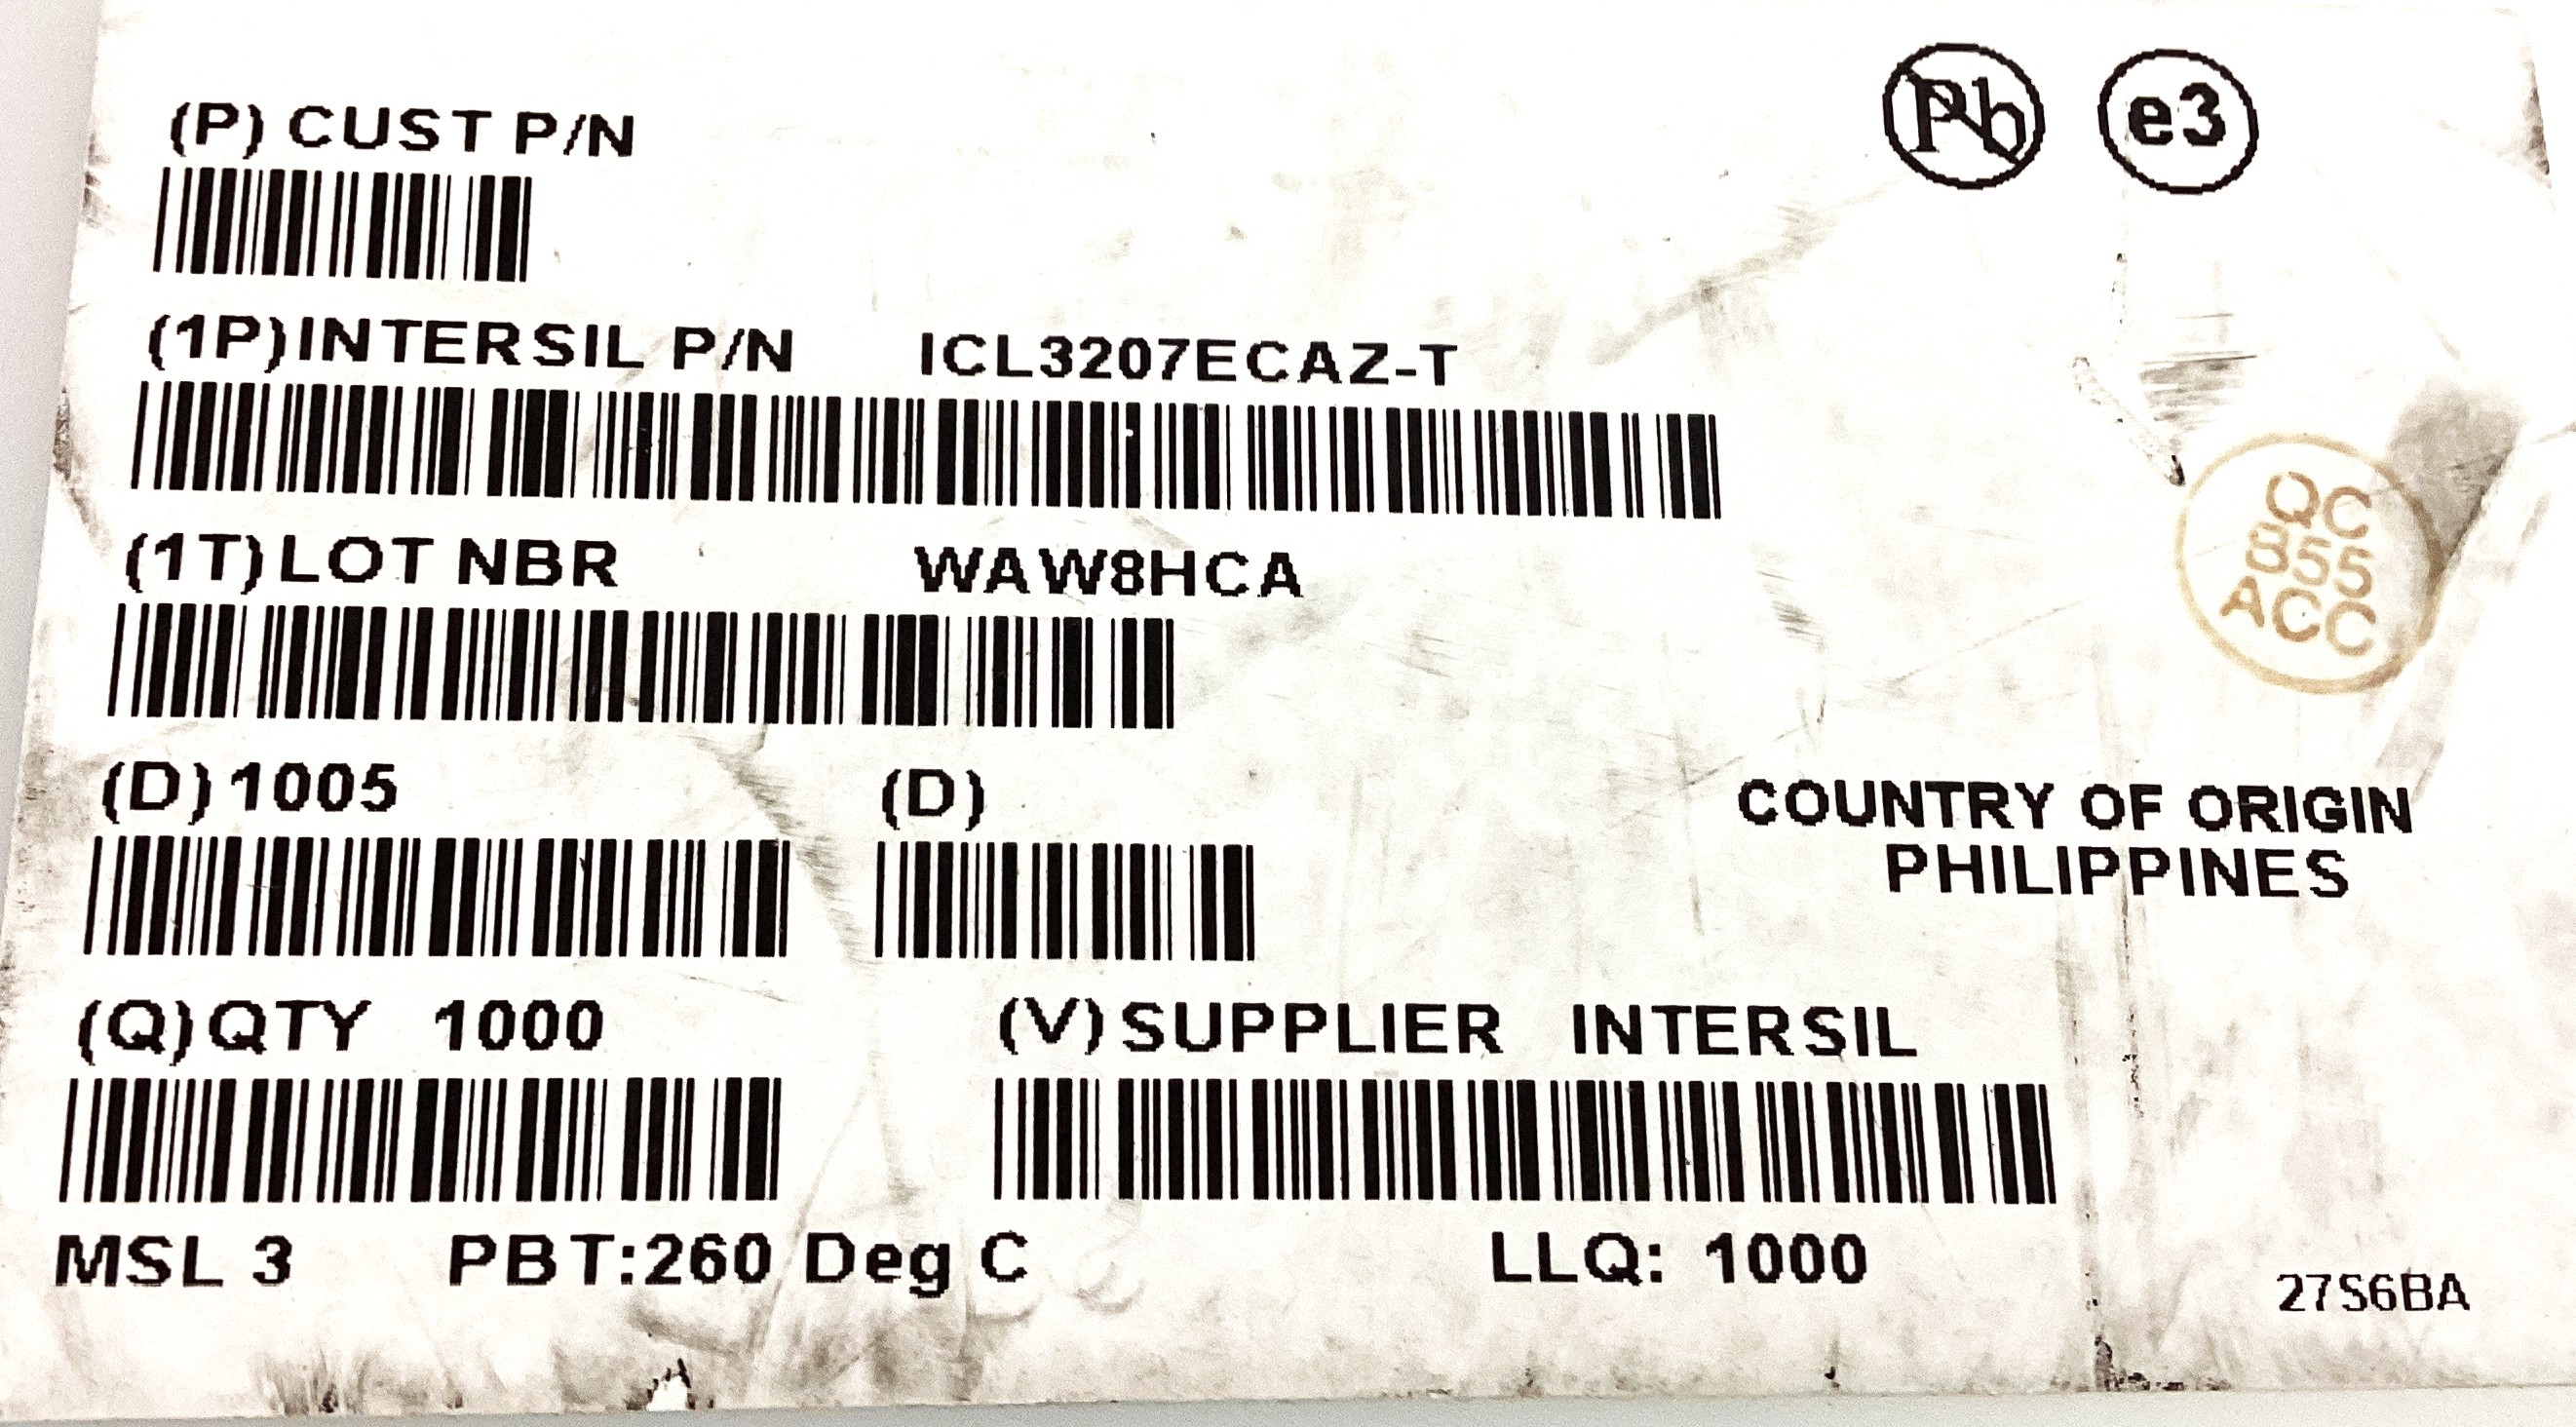 Pb e3
(P) CUST P/N
(1P)INTERSIL P/N ICL3207ECAZ-T
(1T)LOT NBR WAW8HCA
QC
855
ACC
(D)1005 (D)
COUNTRY OF ORIGIN
PHILIPPINES
(Q)QTY 1000 (V)SUPPLIER INTERSIL
MSL 3 PBT:260 Deg C LLQ: 1000
27S6BA